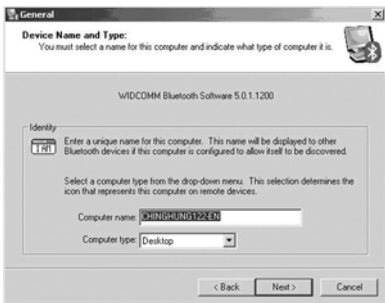 General
Device Name and Type:
You must select a name for this computer and indicate what type of computer it is.
WIDCOMM Bluetooth Software 5.0.1.1200
Identity
I AM
Enter a unique name for this computer. This name will be displayed to other
Bluetooth devices if this computer is configured to allow itself to be discovered.
Select a computer type from the drop-down menu. This selection determines the
icon that represents this computer on remote devices.
Computer name: CHINGHUNG122-EN
Computer type: Desktop
< Back Next > Cancel